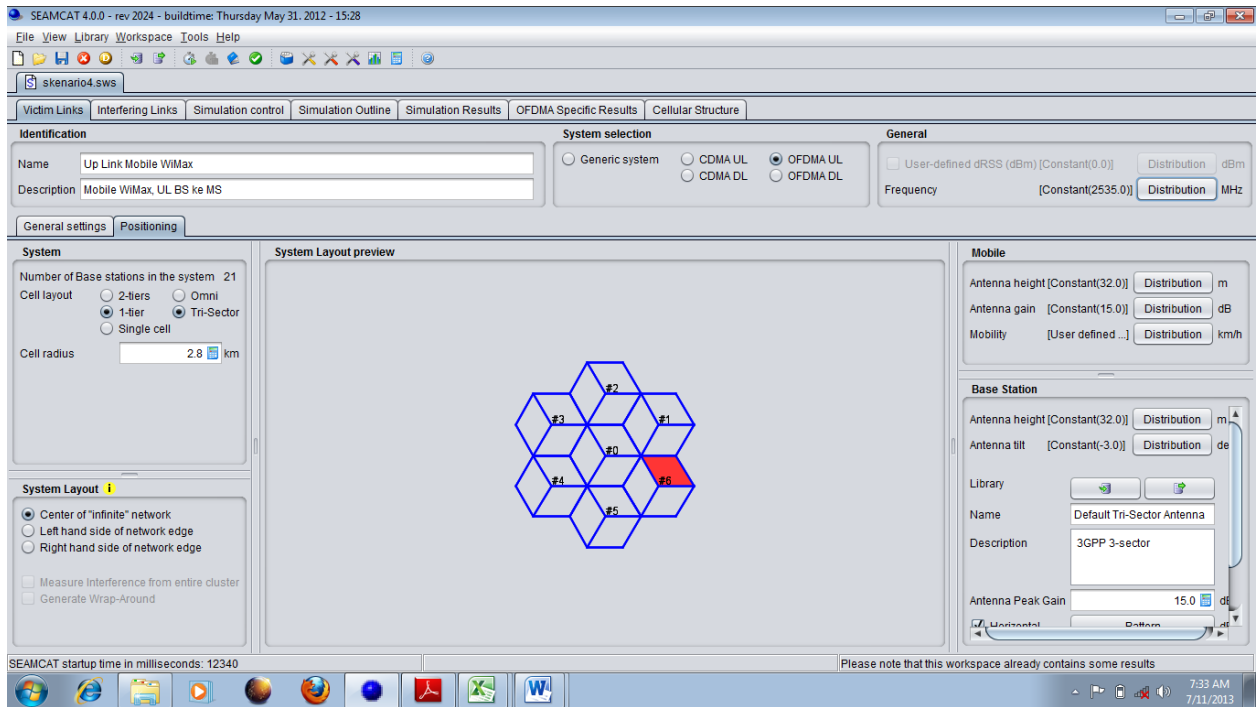 SEAMCAT 4.0.0 - rev 2024 - buildtime: Thursday May 31. 2012 - 15:28
File View Library Workspace Tools Help
skenario4.sws
Victim Links Interfering Links Simulation control Simulation Outline Simulation Results OFDMA Specific Results Cellular Structure
Identification
Name Up Link Mobile WiMax
Description Mobile WiMax, UL BS ke MS
System selection
Generic system CDMA UL OFDMA UL
CDMA DL OFDMA DL
General
User-defined dRSS (dBm) [Constant(0.0)] Distribution dBm
Frequency [Constant(2535.0)] Distribution MHz
General settings Positioning
System
Number of Base stations in the system 21
Cell layout 2-tiers Omni
1-tier Tri-Sector
Single cell
Cell radius 2.8 km
System Layout i
Center of "infinite" network
Left hand side of network edge
Right hand side of network edge
Measure Interference from entire cluster
Generate Wrap-Around
System Layout preview
#2
#3 #1
#0
#4 #6
#5
Mobile
Antenna height [Constant(32.0)] Distribution m
Antenna gain [Constant(15.0)] Distribution dB
Mobility [User defined ...] Distribution km/h
Base Station
Antenna height [Constant(32.0)] Distribution m
Antenna tilt [Constant(-3.0)] Distribution de
Library
Name Default Tri-Sector Antenna
Description 3GPP 3-sector
Antenna Peak Gain 15.0
Horizontal Pattern
SEAMCAT startup time in milliseconds: 12340
Please note that this workspace already contains some results
7:33 AM
7/11/2013